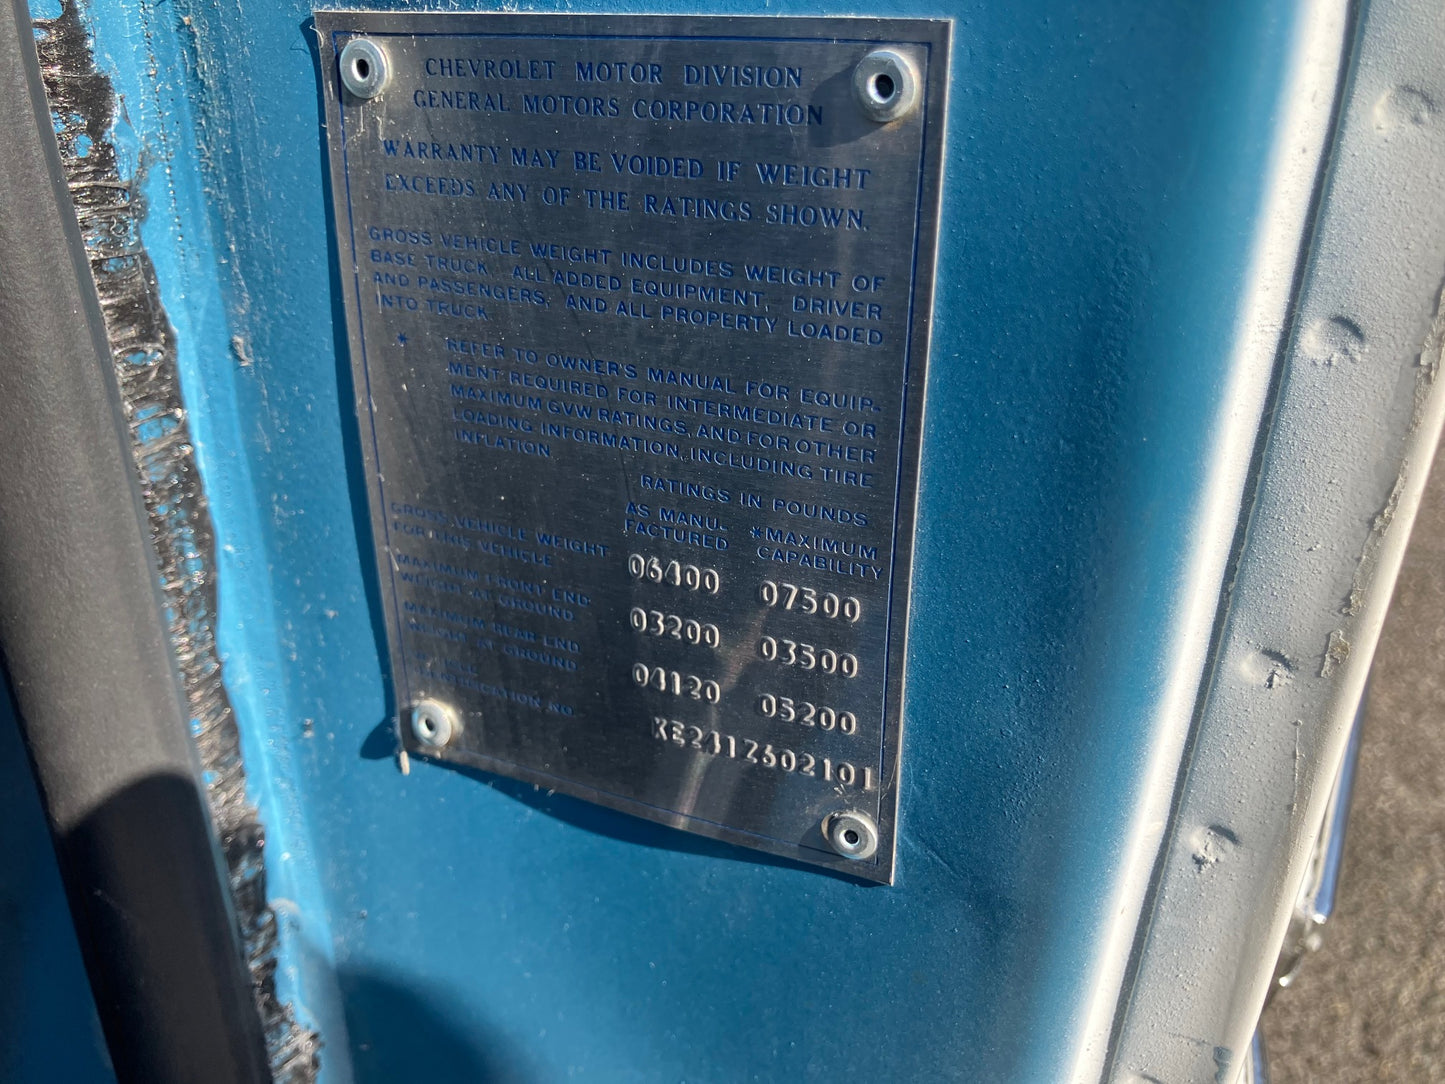 CHEVROLET MOTOR DIVISION
GENERAL MOTORS CORPORATION
WARRANTY MAY BE VOIDED IF WEIGHT
EXCEEDS ANY OF THE RATINGS SHOWN.
GROSS VEHICLE WEIGHT INCLUDES WEIGHT OF
BASE TRUCK, ALL ADDED EQUIPMENT, DRIVER
AND PASSENGERS, AND ALL PROPERTY LOADED
INTO TRUCK.
* REFER TO OWNER'S MANUAL FOR EQUIP-
MENT REQUIRED FOR INTERMEDIATE OR
MAXIMUM GVW RATINGS, AND FOR OTHER
LOADING INFORMATION, INCLUDING TIRE
INFLATION
RATINGS IN POUNDS
AS MANU-
FACTURED
*MAXIMUM
CAPABILITY
GROSS VEHICLE WEIGHT
FOR THIS VEHICLE
06400 07500
MAXIMUM FRONT END
WEIGHT AT GROUND
03200 03500
MAXIMUM REAR END
WEIGHT AT GROUND
04120 05200
VEHICLE
IDENTIFICATION NO.
KE241Z602101